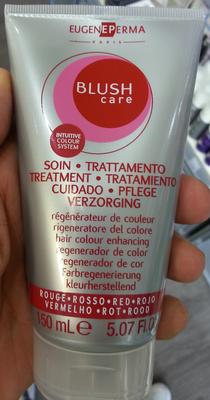 EUGENEPERMA
PARIS
BLUSH
care
INTUITIVE
COLOUR
SYSTEM
SOIN • TRATTAMENTO
TREATMENT • TRATAMIENTO
CUIDADO • PFLEGE
VERZORGING
régénérateur de couleur
rigeneratore del colore
hair colour enhancing
regenerador de color
regenerador de cor
Farbregenerierung
kleurherstellend
ROUGE•ROSSO•RED•ROJO
VERMELHO•ROT•ROOD
150 mL e 5.07 Fl